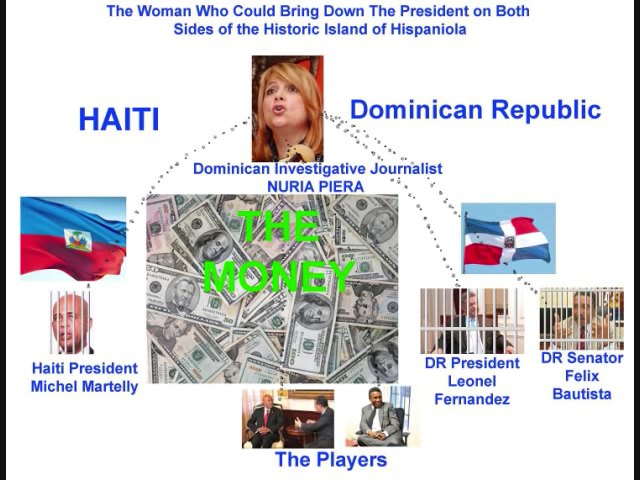 The Woman Who Could Bring Down The President on Both
Sides of the Historic Island of Hispaniola
HAITI
Dominican Republic
Dominican Investigative Journalist
NURIA PIERA
THE
MONEY
Haiti President
Michel Martelly
DR President
Leonel
Fernandez
DR Senator
Felix
Bautista
The Players